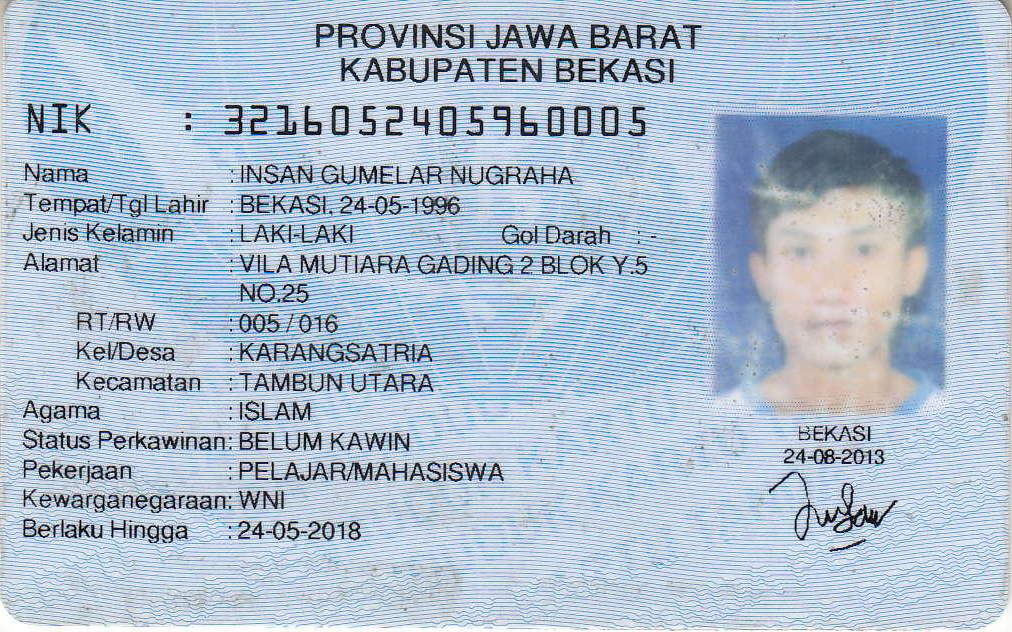 PROVINSI JAWA BARAT
KABUPATEN BEKASI
NIK : 3216052405960005
Nama : INSAN GUMELAR NUGRAHA
Tempat/Tgl Lahir : BEKASI, 24-05-1996
Jenis Kelamin : LAKI-LAKI Gol Darah : -
Alamat : VILA MUTIARA GADING 2 BLOK Y.5
NO.25
RT/RW : 005 / 016
Kel/Desa : KARANGSATRIA
Kecamatan : TAMBUN UTARA
Agama : ISLAM
Status Perkawinan: BELUM KAWIN
Pekerjaan : PELAJAR/MAHASISWA
Kewarganegaraan: WNI
Berlaku Hingga : 24-05-2018
BEKASI
24-08-2013